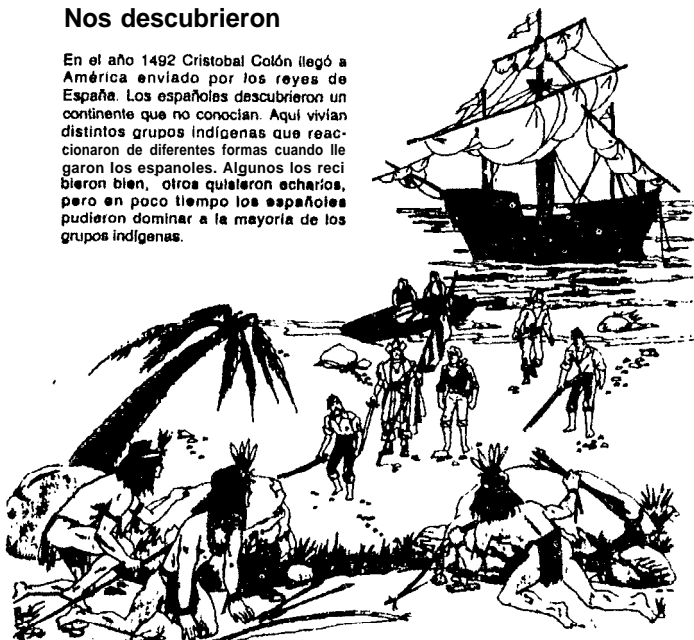 Nos descubrieron
En el año 1492 Cristobal Colón llegó a
América enviado por los reyes de
España. Los españoles descubrieron un
continente que no conocían. Aquí vivían
distintos grupos indígenas que reac-
cionaron de diferentes formas cuando lle
garon los espanoles. Algunos los reci
bieron bien, otros quisieron echarlos,
pero en poco tiempo los españoles
pudieron dominar a la mayoría de los
grupos indígenas.